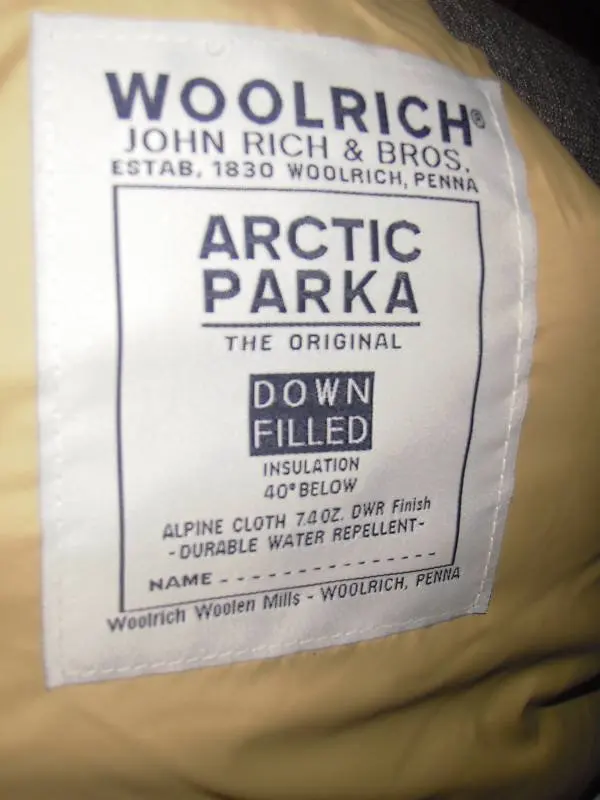 WOOLRICH®
JOHN RICH & BROS.
ESTAB. 1830 WOOLRICH, PENNA
ARCTIC
PARKA
THE ORIGINAL
DOWN
FILLED
INSULATION
40° BELOW
ALPINE CLOTH 7.4 OZ. DWR Finish
-DURABLE WATER REPELLENT-
NAME ---------------
Woolrich Woolen Mills - WOOLRICH, PENNA